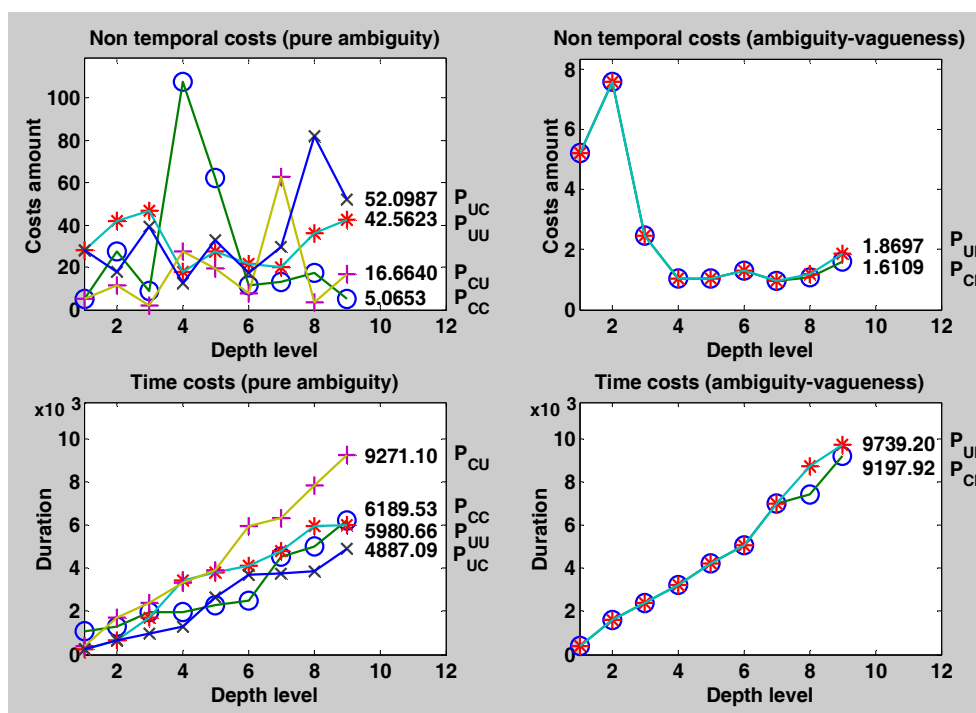 Non temporal costs (pure ambiguity)
Costs amount
100
80
60
40
20
0
2 4 6 8 10 12
Depth level
52.0987 P_UC
42.5623 P_UU
16.6640 P_CU
5.0653 P_CC
Non temporal costs (ambiguity-vagueness)
Costs amount
8
6
4
2
0
2 4 6 8 10 12
Depth level
1.8697
1.6109
Time costs (pure ambiguity)
x10 3
Duration
10
8
6
4
2
0
2 4 6 8 10 12
Depth level
9271.10 P_CU
6189.53 P_CC
5980.66 P_UU
4887.09 P_UC
Time costs (ambiguity-vagueness)
x10 3
Duration
10
8
6
4
2
0
2 4 6 8 10 12
Depth level
9739.20
9197.92